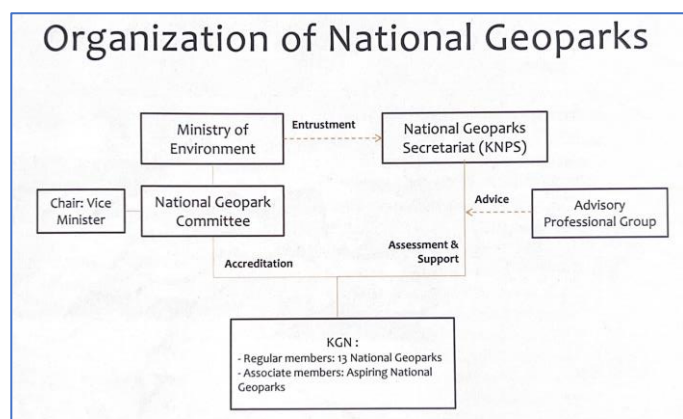 Organization of National Geoparks
Ministry of
Environment
Entrustment
National Geoparks
Secretariat (KNPS)
Chair: Vice
Minister
National Geopark
Committee
Advice
Advisory
Professional Group
Accreditation
Assessment &
Support
KGN :
- Regular members: 13 National Geoparks
- Associate members: Aspiring National
Geoparks